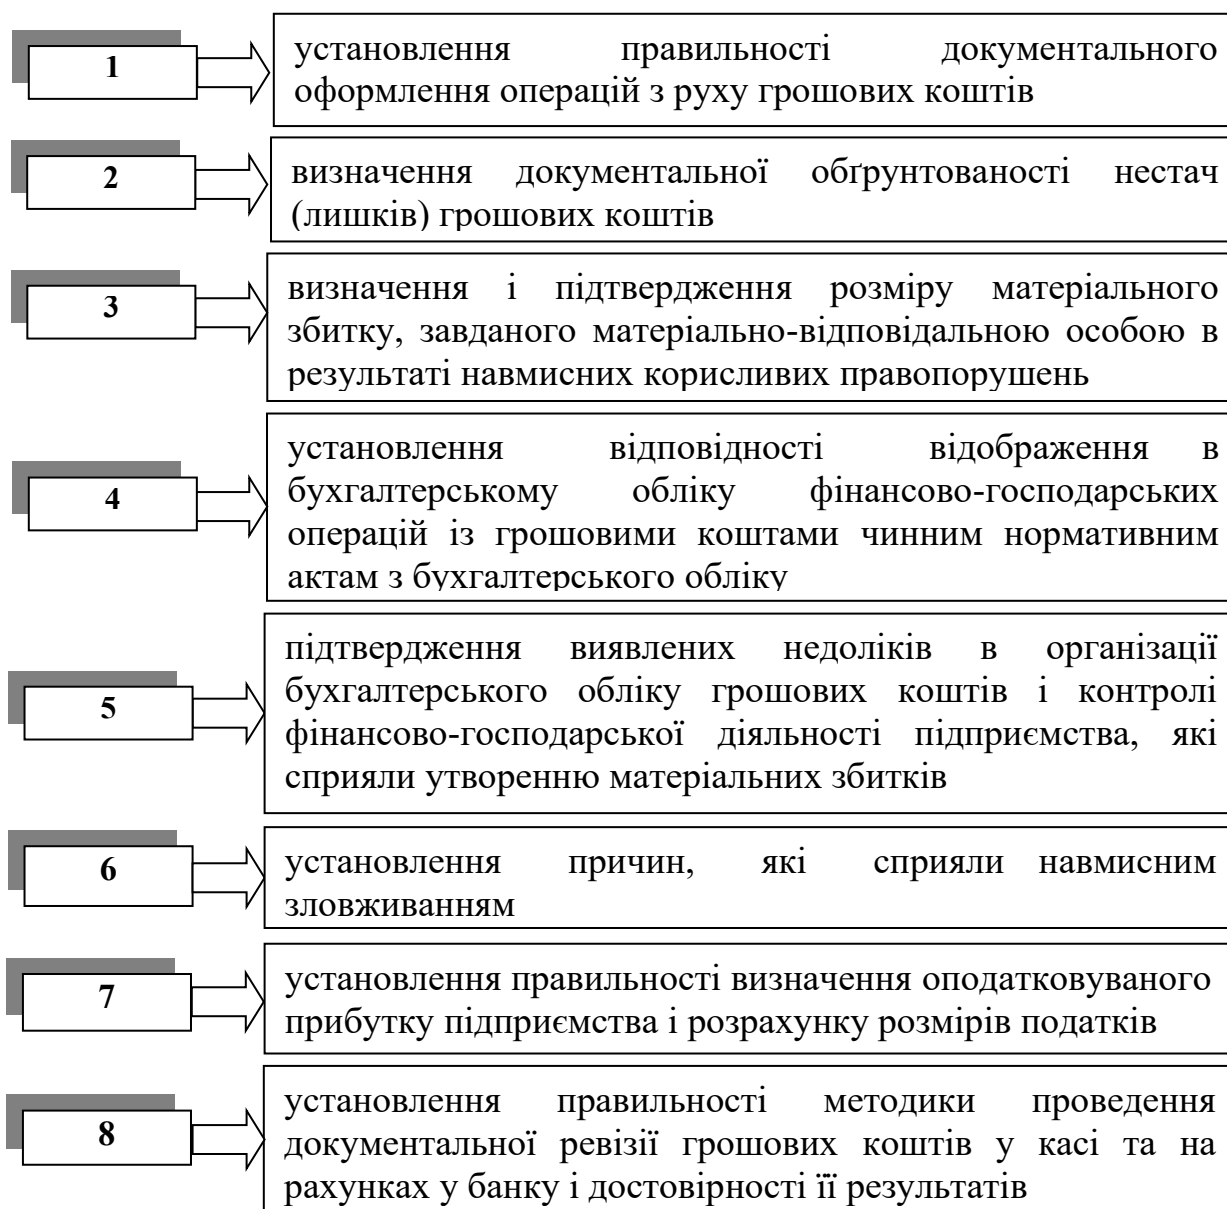 1
установлення правильності документального
оформлення операцій з руху грошових коштів
2
визначення документальної обґрунтованості нестач
(лишків) грошових коштів
3
визначення і підтвердження розміру матеріального
збитку, завданого матеріально-відповідальною особою в
результаті навмисних корисливих правопорушень
4
установлення відповідності відображення в
бухгалтерському обліку фінансово-господарських
операцій із грошовими коштами чинним нормативним
актам з бухгалтерського обліку
5
підтвердження виявлених недоліків в організації
бухгалтерського обліку грошових коштів і контролі
фінансово-господарської діяльності підприємства, які
сприяли утворенню матеріальних збитків
6
установлення причин, які сприяли навмисним
зловживанням
7
установлення правильності визначення оподатковуваного
прибутку підприємства і розрахунку розмірів податків
8
установлення правильності методики проведення
документальної ревізії грошових коштів у касі та на
рахунках у банку і достовірності її результатів